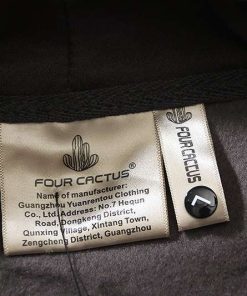 FOUR CACTUS®
Name of manufacturer:
Guangzhou Yuanrentou Clothing
Co., Ltd. Address: No.7 Hequn
Road, Dongkeng District,
Qunxing Village, Xintang Town,
Zengcheng District, Guangzhou
FOUR CACTUS